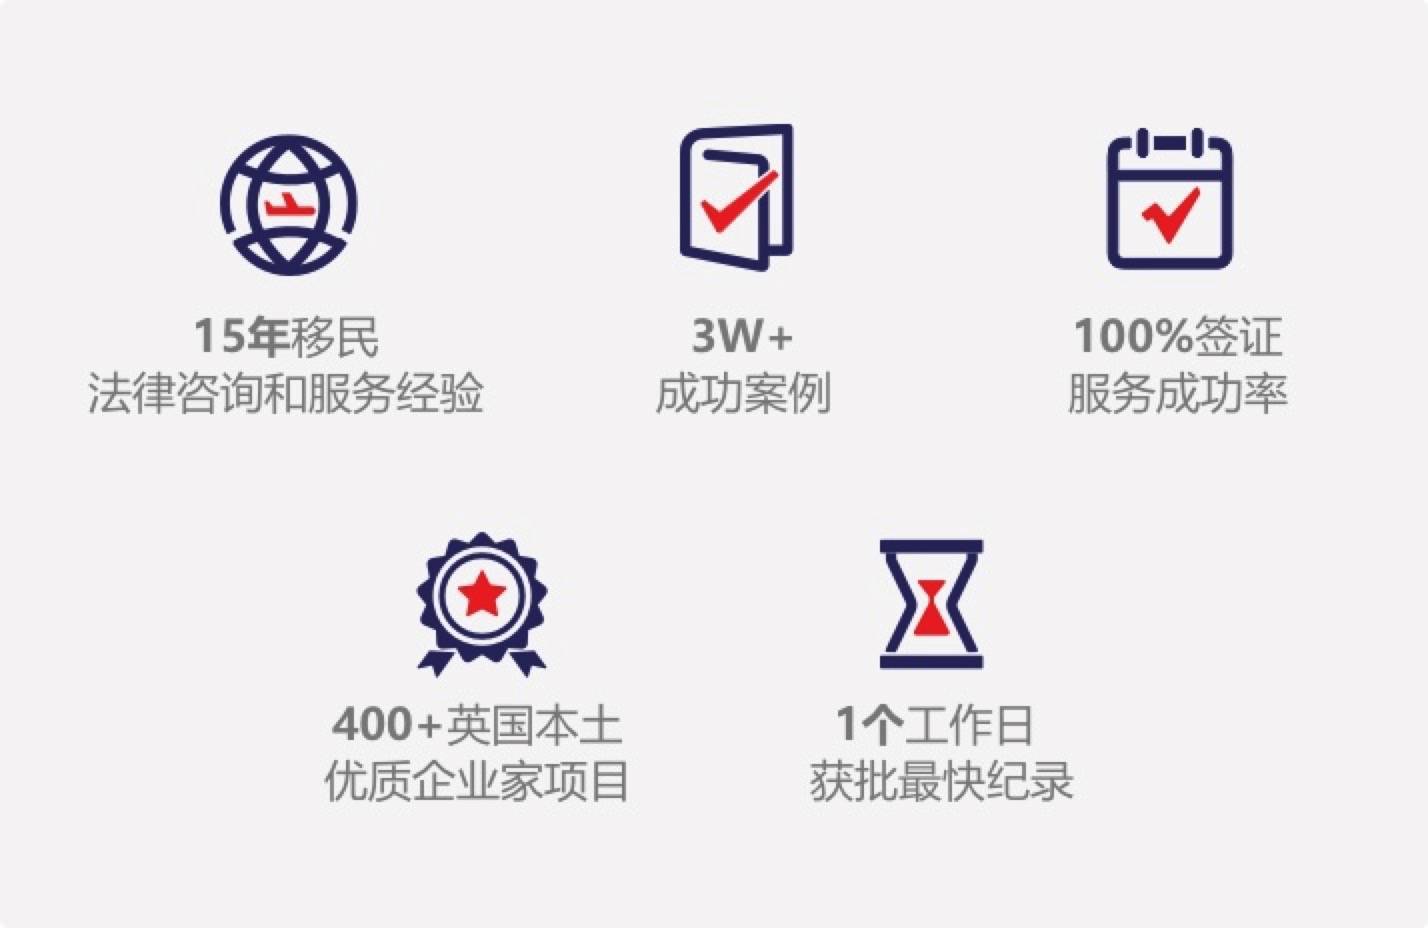 15年移民
法律咨询和服务经验
3W+
成功案例
100%签证
服务成功率
400+英国本土
优质企业家项目
1个工作日
获批最快纪录